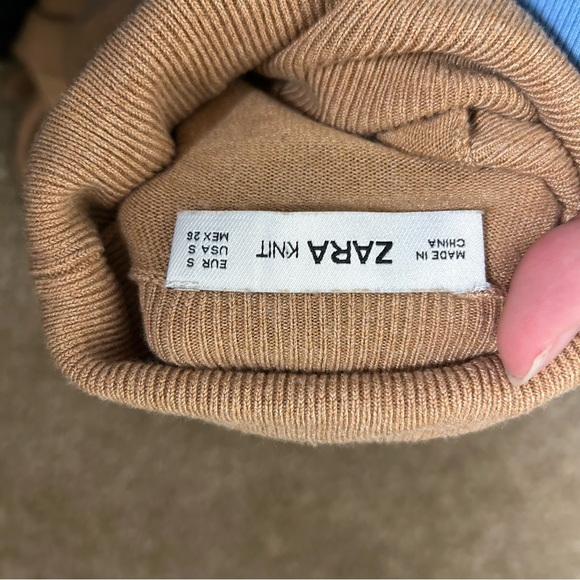 MADE IN
CHINA
ZARA KNIT
EUR S
USA S
MEX 26